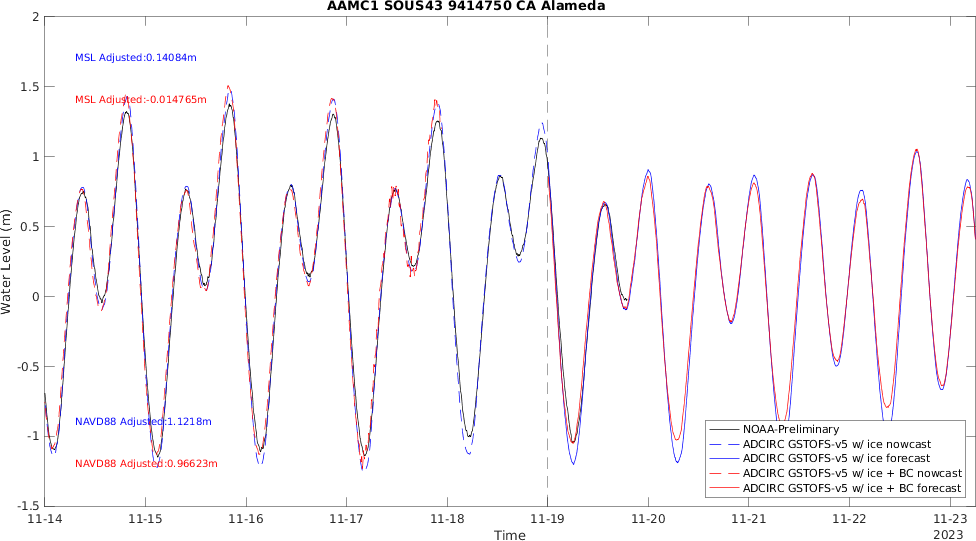 AAMC1 SOUS43 9414750 CA Alameda
2
1.5
1
0.5
0
-0.5
-1
-1.5
Water Level (m)
MSL Adjusted:0.14084m
MSL Adjusted:-0.014765m
NAVD88 Adjusted:1.1218m
NAVD88 Adjusted:0.96623m
NOAA-Preliminary
ADCIRC GSTOFS-v5 w/ ice nowcast
ADCIRC GSTOFS-v5 w/ ice forecast
ADCIRC GSTOFS-v5 w/ ice + BC nowcast
ADCIRC GSTOFS-v5 w/ ice + BC forecast
11-14 11-15 11-16 11-17 11-18 11-19 11-20 11-21 11-22 11-23
2023
Time